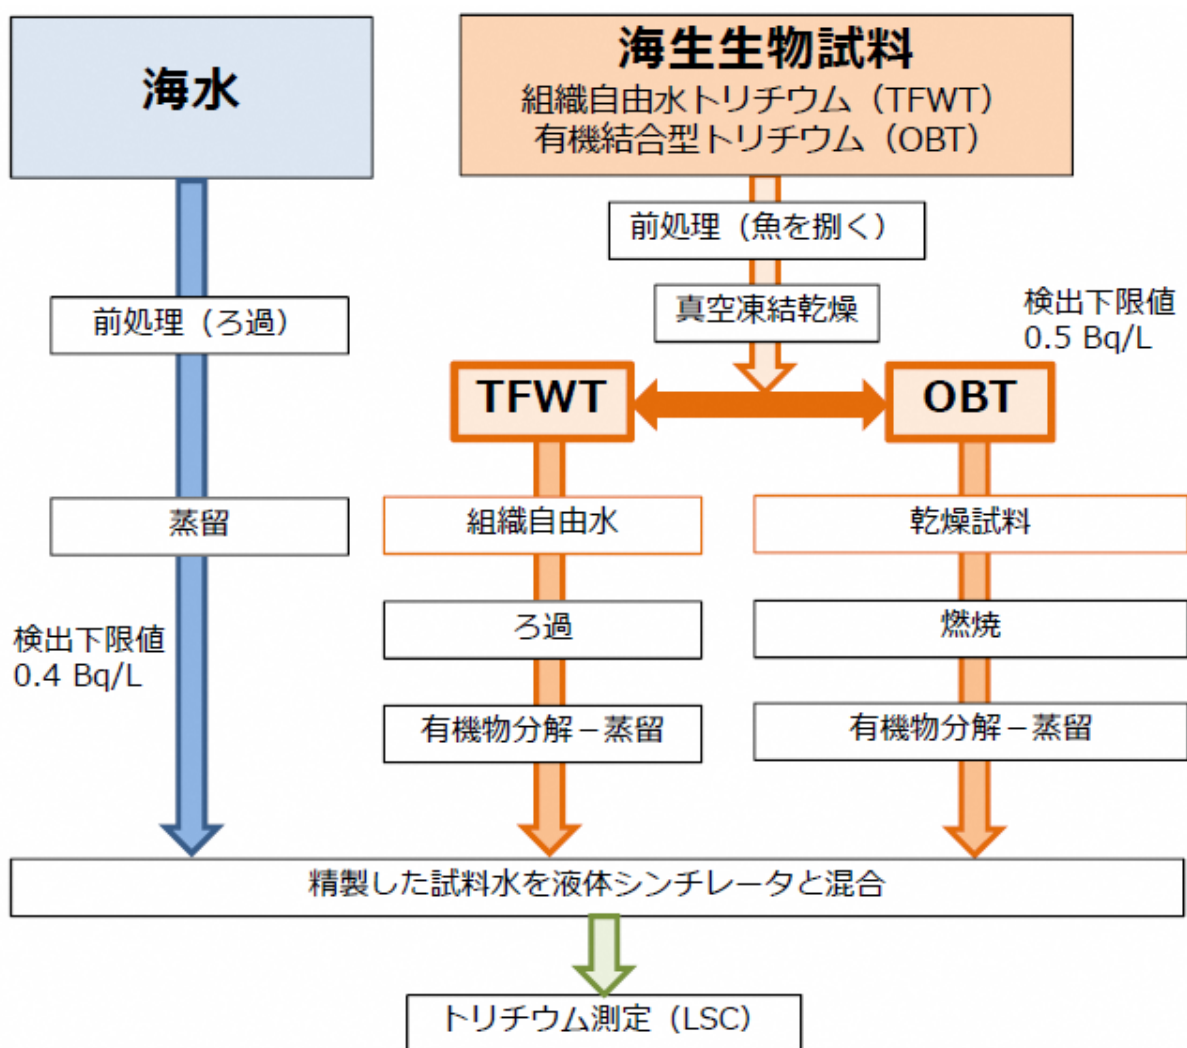 海水
前処理（ろ過）
蒸留
検出下限値
0.4 Bq/L
海生生物試料
組織自由水トリチウム（TFWT）
有機結合型トリチウム（OBT）
前処理（魚を捌く）
真空凍結乾燥
検出下限値
0.5 Bq/L
TFWT
OBT
組織自由水
乾燥試料
ろ過
燃焼
有機物分解－蒸留
有機物分解－蒸留
精製した試料水を液体シンチレータと混合
トリチウム測定（LSC）